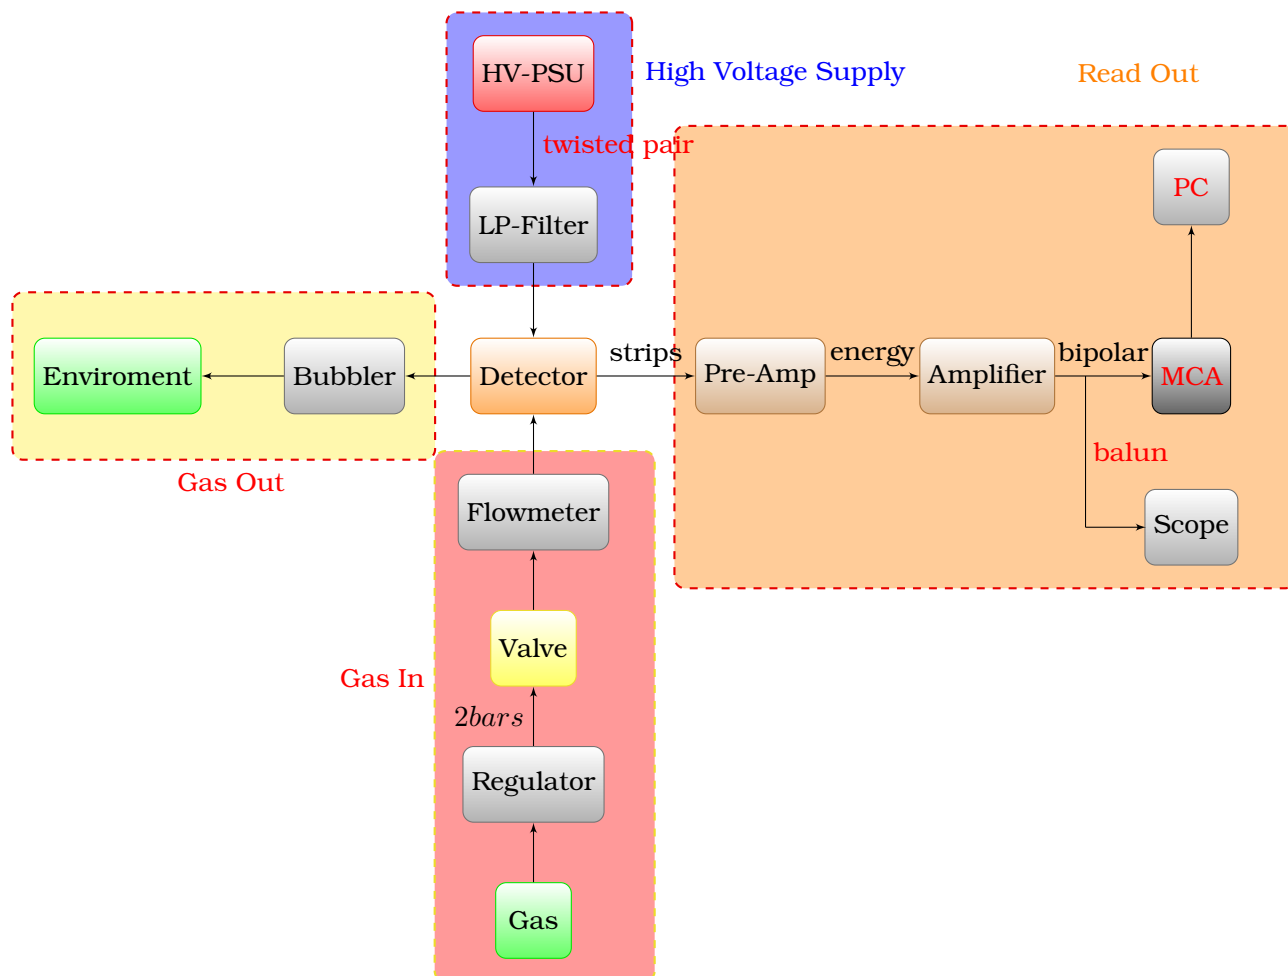 HV-PSU
High Voltage Supply
Read Out
twisted pair
PC
LP-Filter
Enviroment
Bubbler
Detector
strips
Pre-Amp
energy
Amplifier
bipolar
MCA
balun
Gas Out
Flowmeter
Scope
Valve
Gas In
2bars
Regulator
Gas